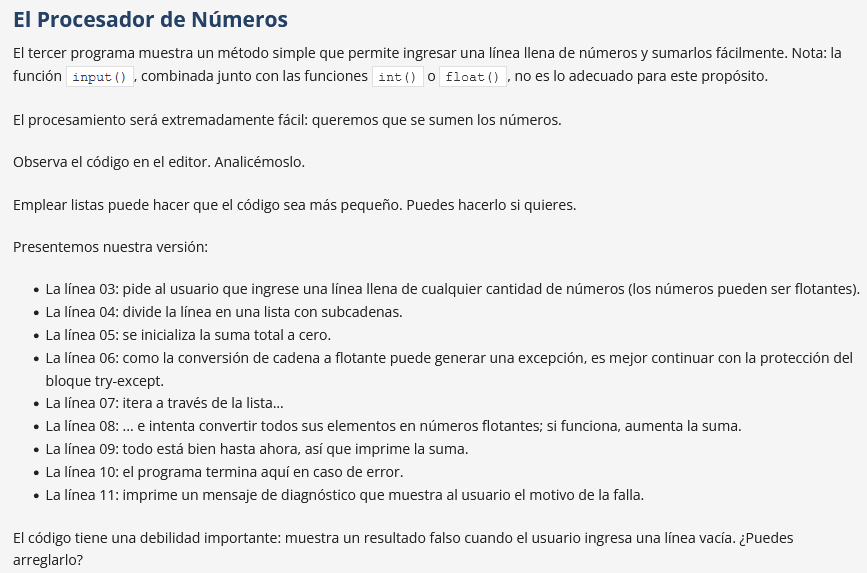 El Procesador de Números
El tercer programa muestra un método simple que permite ingresar una línea llena de números y sumarlos fácilmente. Nota: la
función input(), combinada junto con las funciones int() o float(), no es lo adecuado para este propósito.
El procesamiento será extremadamente fácil: queremos que se sumen los números.
Observa el código en el editor. Analicémoslo.
Emplear listas puede hacer que el código sea más pequeño. Puedes hacerlo si quieres.
Presentemos nuestra versión:
• La línea 03: pide al usuario que ingrese una línea llena de cualquier cantidad de números (los números pueden ser flotantes).
• La línea 04: divide la línea en una lista con subcadenas.
• La línea 05: se inicializa la suma total a cero.
• La línea 06: como la conversión de cadena a flotante puede generar una excepción, es mejor continuar con la protección del
bloque try-except.
• La línea 07: itera a través de la lista...
• La línea 08: ... e intenta convertir todos sus elementos en números flotantes; si funciona, aumenta la suma.
• La línea 09: todo está bien hasta ahora, así que imprime la suma.
• La línea 10: el programa termina aquí en caso de error.
• La línea 11: imprime un mensaje de diagnóstico que muestra al usuario el motivo de la falla.
El código tiene una debilidad importante: muestra un resultado falso cuando el usuario ingresa una línea vacía. ¿Puedes
arreglarlo?